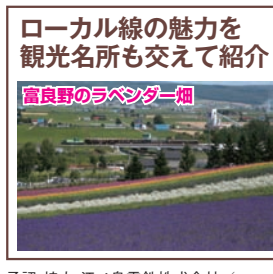 ローカル線の魅力を
観光名所も交えて紹介
富良野のラベンダー畑